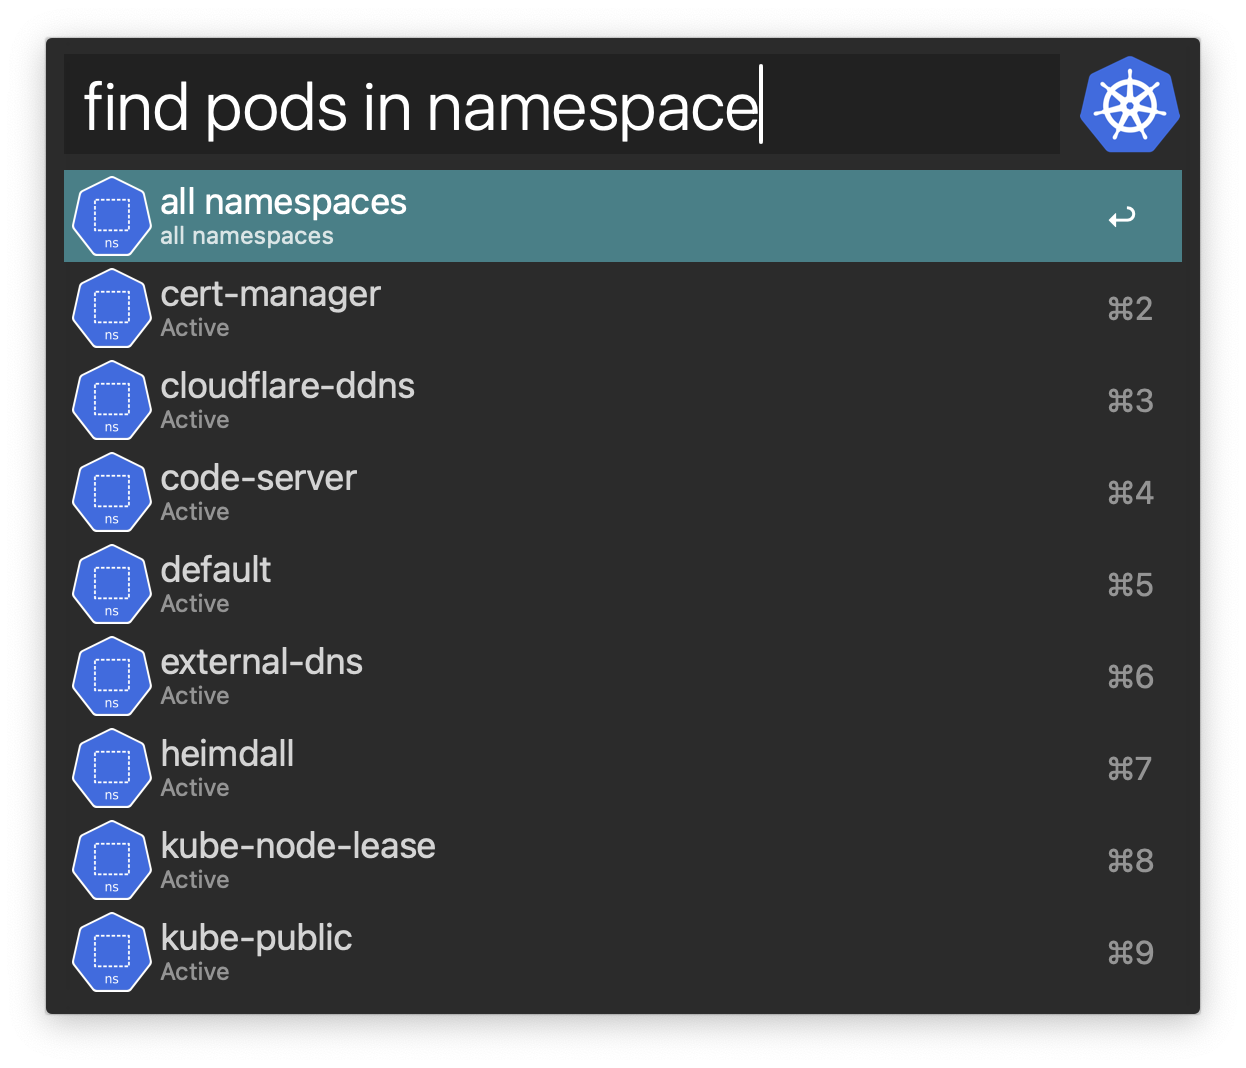 find pods in namespace
all namespaces
all namespaces
ns
cert-manager
Active
ns
⌘2
cloudflare-ddns
Active
ns
⌘3
code-server
Active
ns
⌘4
default
Active
ns
⌘5
external-dns
Active
ns
⌘6
heimdall
Active
ns
⌘7
kube-node-lease
Active
ns
⌘8
kube-public
Active
ns
⌘9